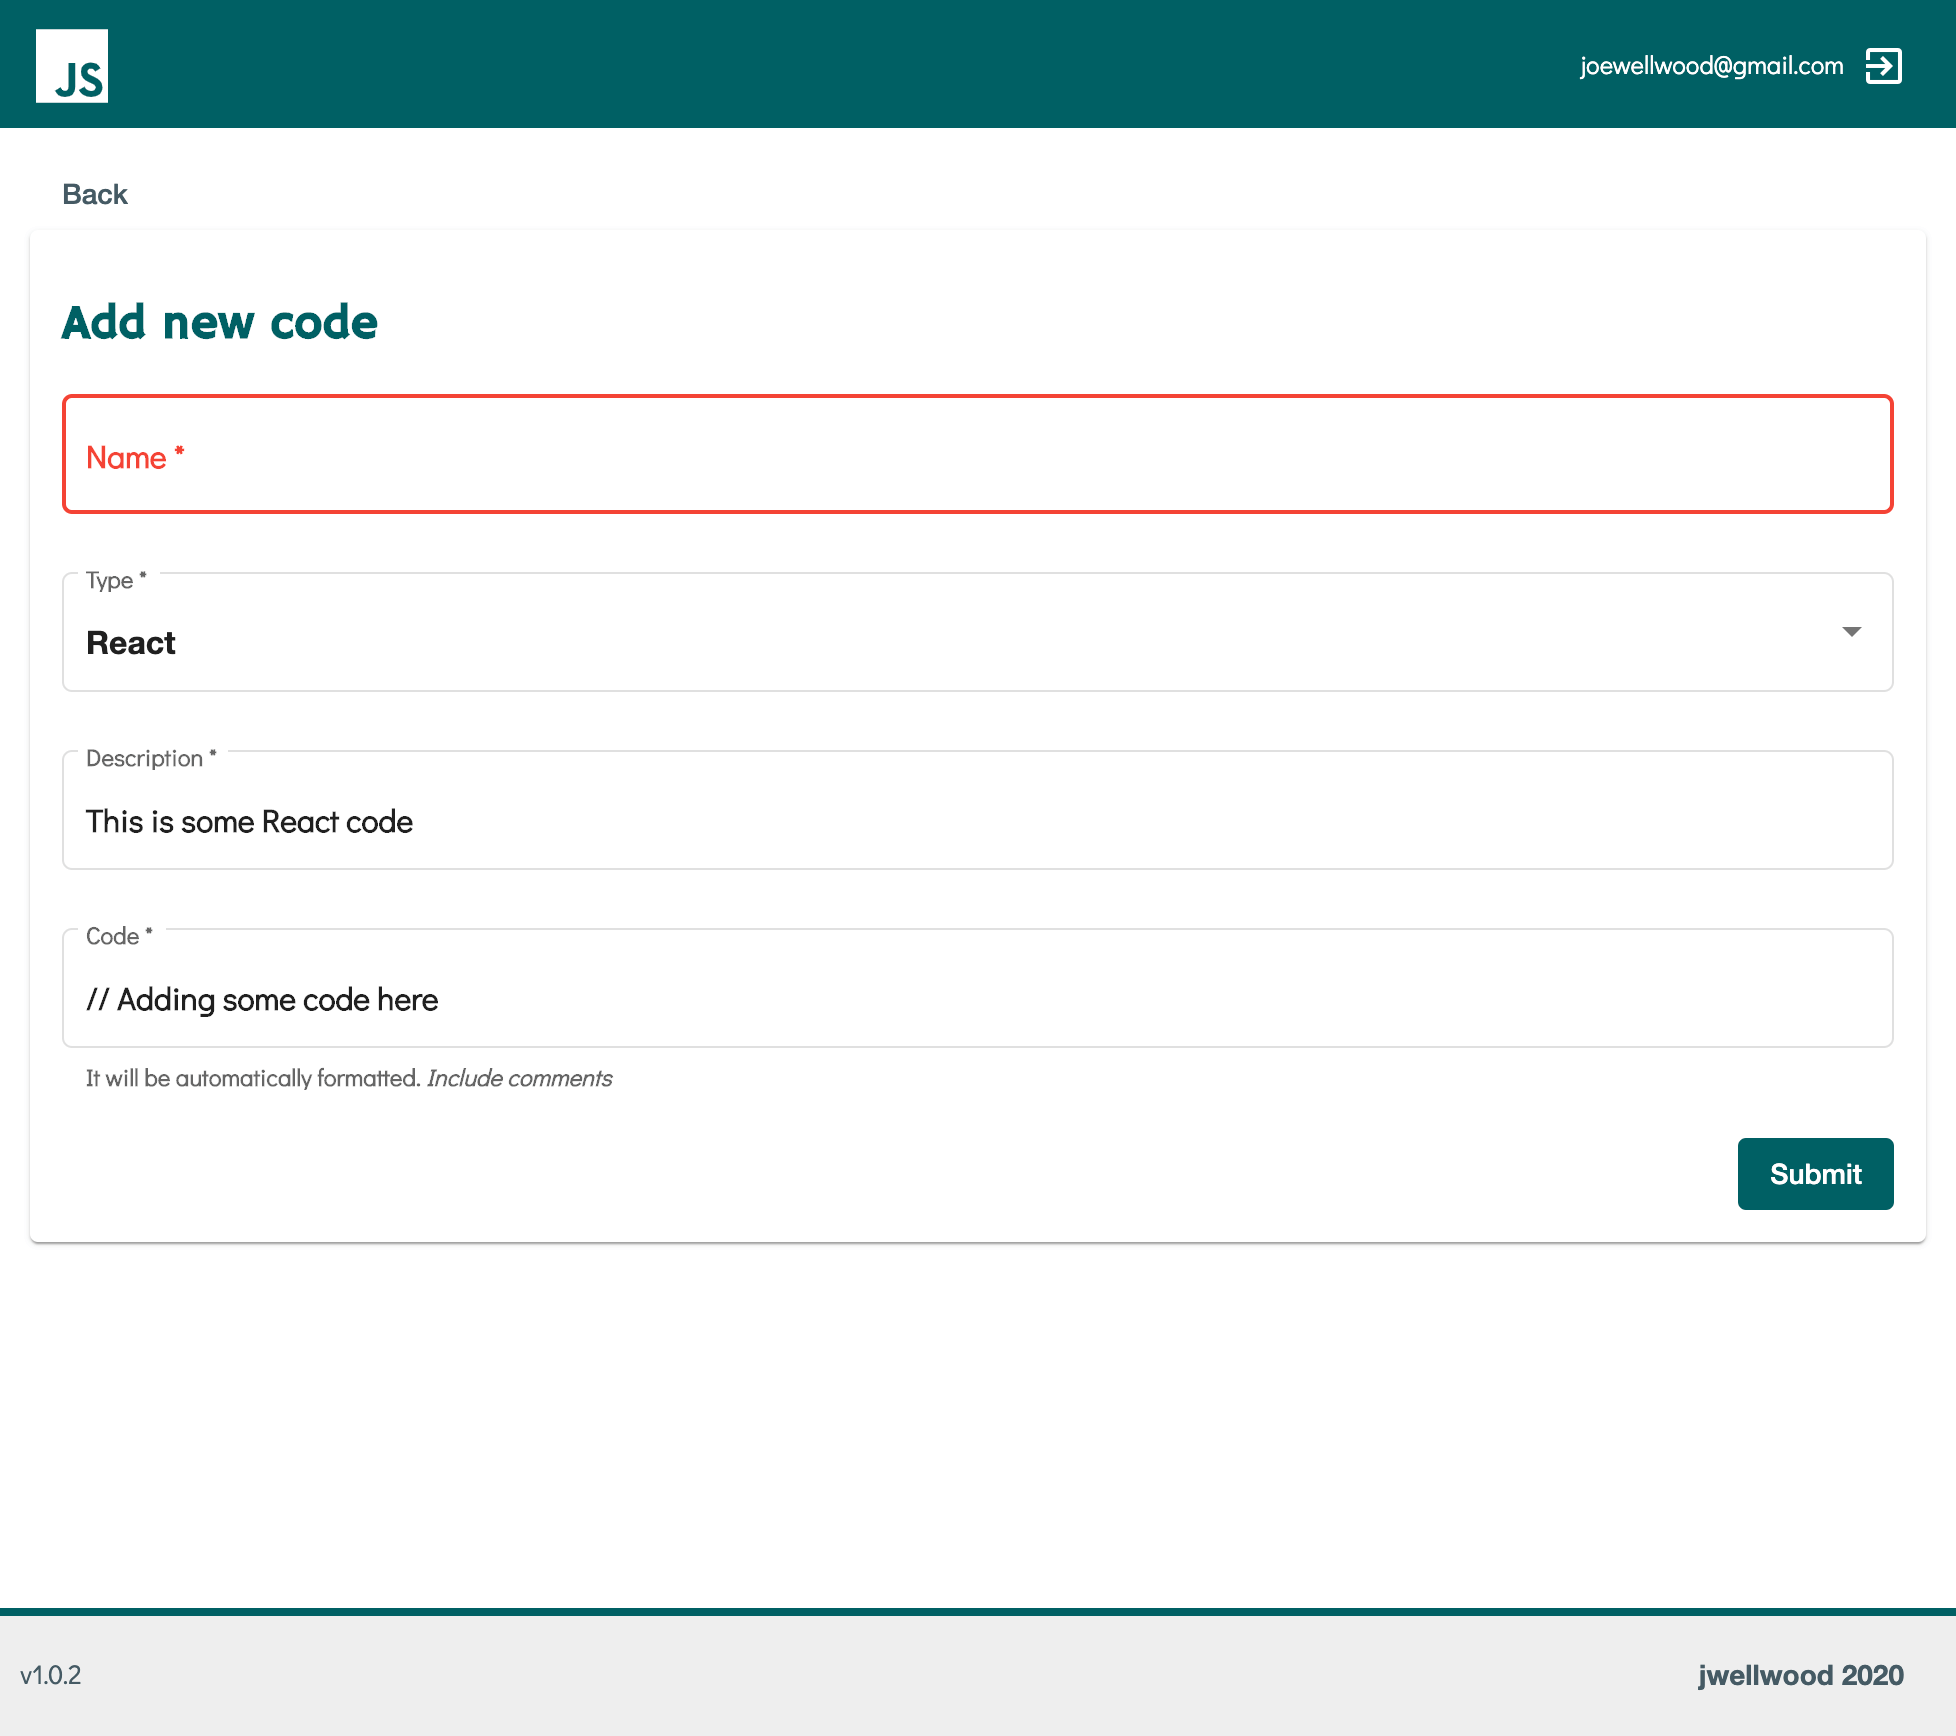 JS
joewellwood@gmail.com
Back
Add new code
Name *
Type *
React
Description *
This is some React code
Code *
// Adding some code here
It will be automatically formatted. Include comments
Submit
v1.0.2
jwellwood 2020